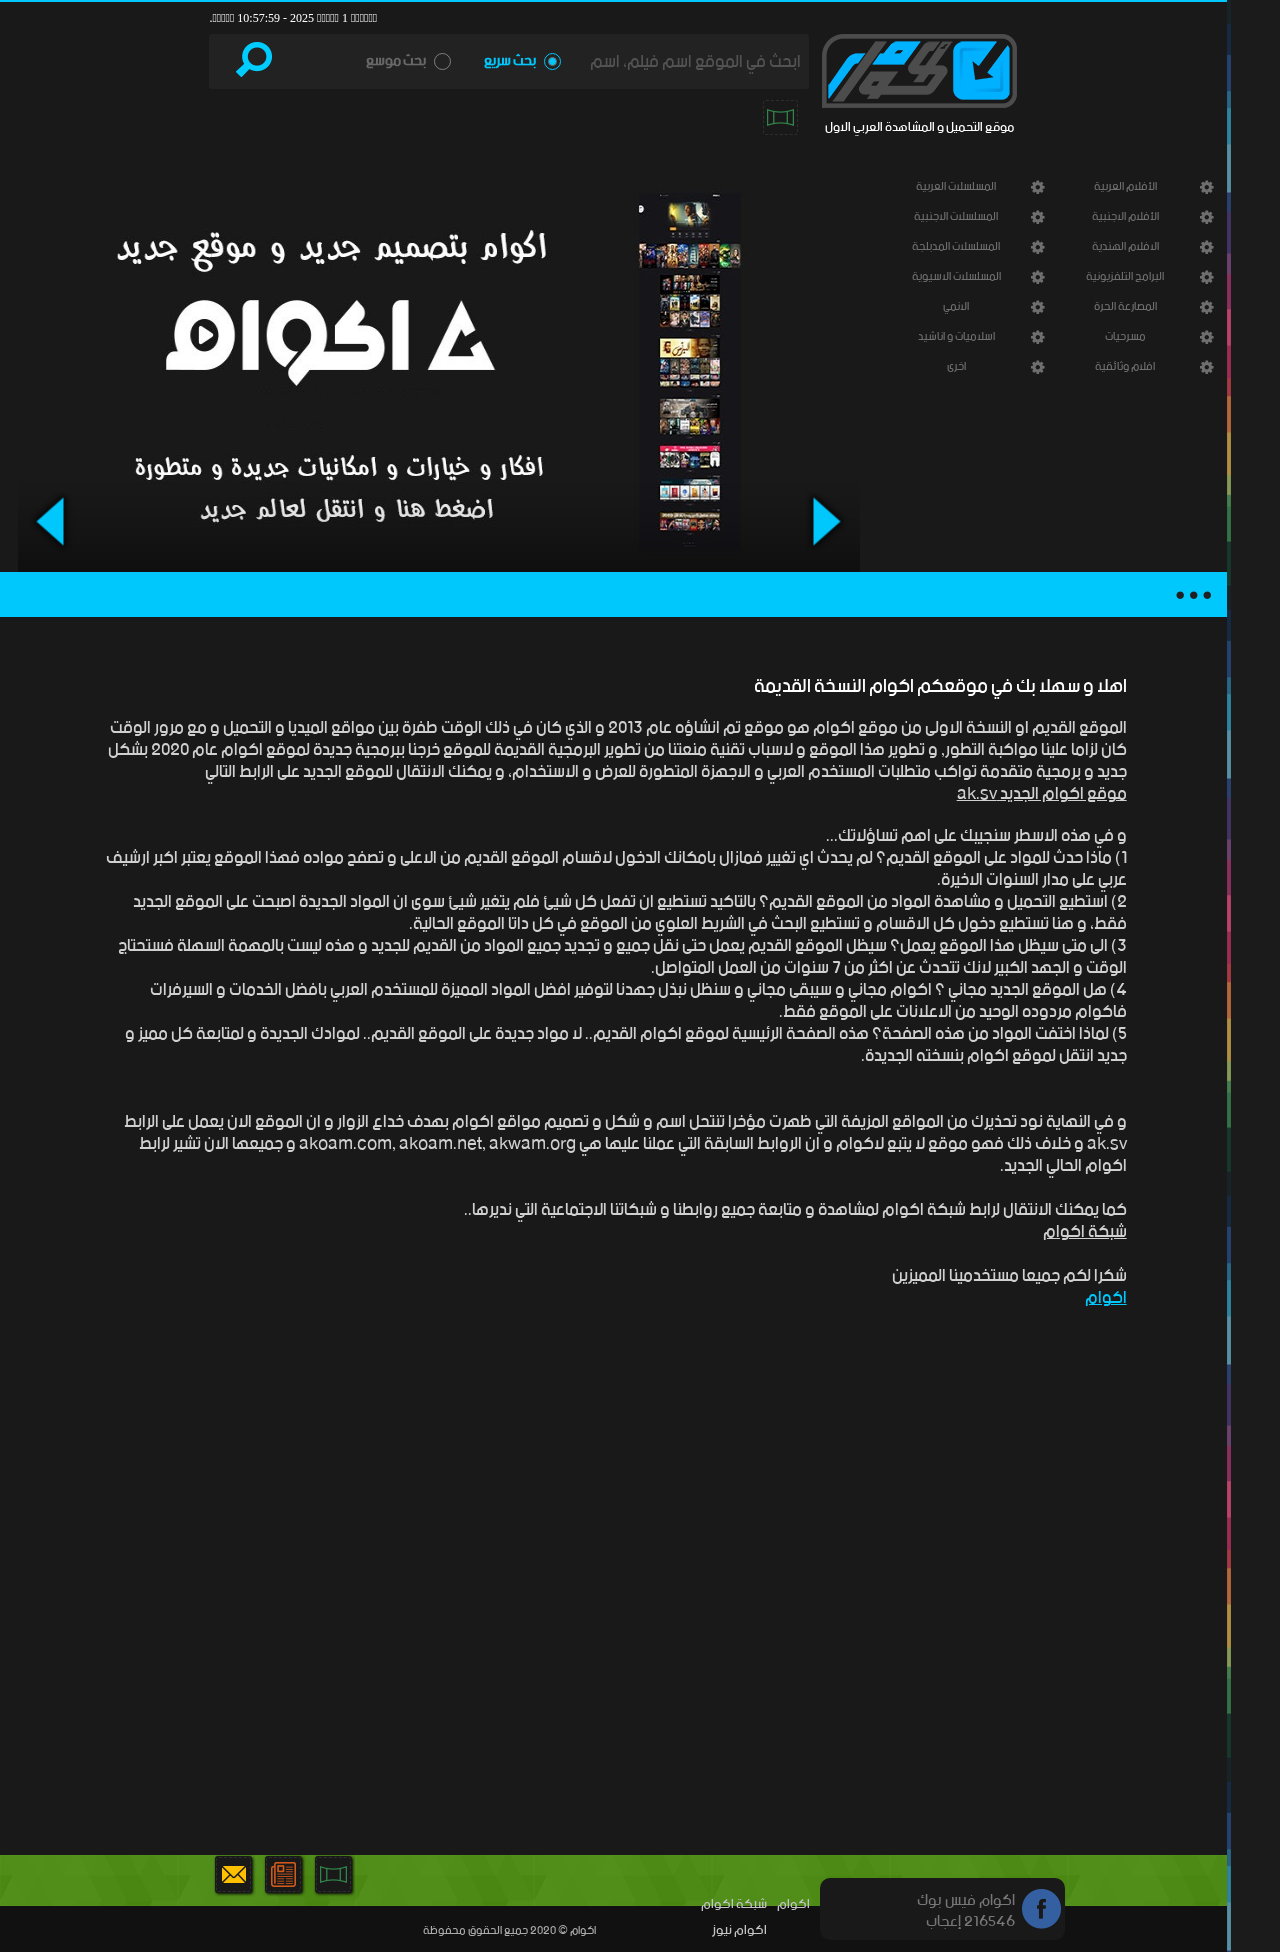 1 2025 - 10:57:59
ابحث في الموقع اسم فيلم، اسم
بحث سريع
بحث موسع
اكوام
موقع التحميل و المشاهدة العربي الاول
الأفلام العربية
المسلسلات العربية
الأفلام الاجنبية
المسلسلات الاجنبية
الافلام الهندية
المسلسلات المدبلجة
البرامج التلفزيونية
المسلسلات الاسيوية
المصارعة الحرة
الانمي
مسرحيات
اسلاميات و اناشيد
افلام وثائقية
اخرى
اكوام بتصميم جديد و موقع جديد
اكوام
افكار و خيارات و امكانيات جديدة و متطورة
اضغط هنا و انتقل لعالم جديد
اهلا و سهلا بك في موقعكم اكوام النسخة القديمة
الموقع القديم او النسخة الاولى من موقع اكوام هو موقع تم انشاؤه عام 2013 و الذي كان في ذلك الوقت طفرة بين مواقع الميديا و التحميل و مع مرور الوقت
كان لزاما علينا مواكبة التطور, و تطوير هذا الموقع و لاسباب تقنية منعتنا من تطوير البرمجية القديمة للموقع خرجنا ببرمجية جديدة لموقع اكوام عام 2020 بشكل
جديد و برمجية متقدمة تواكب متطلبات المستخدم العربي و الاجهزة المتطورة للعرض و الاستخدام، و يمكنك الانتقال للموقع الجديد على الرابط التالي
موقع اكوام الجديد ak.sv
و في هذه الاسطر سنجيبك على اهم تساؤلاتك...
1) ماذا حدث للمواد على الموقع القديم؟ لم يحدث اي تغيير فمازال بامكانك الدخول لاقسام الموقع القديم من الاعلى و تصفح مواده فهذا الموقع يعتبر اكبر ارشيف
عربي على مدار السنوات الاخيرة.
2) استطيع التحميل و مشاهدة المواد من الموقع القديم؟ بالتاكيد تستطيع ان تفعل كل شيئ فلم يتغير شيئ سوى ان المواد الجديدة اصبحت على الموقع الجديد
فقط، و هنا تستطيع دخول كل الاقسام و تستطيع البحث في الشريط العلوي من الموقع في كل داتا الموقع الحالية.
3) الى متى سيظل هذا الموقع يعمل؟ سيظل الموقع القديم يعمل حتى نقل جميع و تجديد جميع المواد من القديم للجديد و هذه ليست بالمهمة السهلة فستحتاج
الوقت و الجهد الكبير لانك تتحدث عن اكثر من 7 سنوات من العمل المتواصل.
4) هل الموقع الجديد مجاني ؟ اكوام مجاني و سيبقى مجاني و سنظل نبذل جهدنا لتوفير افضل المواد المميزة للمستخدم العربي بافضل الخدمات و السيرفرات
فاكوام مردوده الوحيد من الاعلانات على الموقع فقط.
5) لماذا اختفت المواد من هذه الصفحة؟ هذه الصفحة الرئيسية لموقع اكوام القديم.. لا مواد جديدة على الموقع القديم.. لموادك الجديدة و لمتابعة كل مميز و
جديد انتقل لموقع اكوام بنسخته الجديدة.
و في النهاية نود تحذيرك من المواقع المزيفة التي ظهرت مؤخرا تنتحل اسم و شكل و تصميم مواقع اكوام بهدف خداع الزوار و ان الموقع الان يعمل على الرابط
ak.sv و خلاف ذلك فهو موقع لا يتبع لاكوام و ان الروابط السابقة التي عملنا عليها هي akoam.com, akoam.net, akwam.org و جميعها الان تشير لرابط
اكوام الحالي الجديد.
كما يمكنك الانتقال لرابط شبكة اكوام لمشاهدة و متابعة جميع روابطنا و شبكاتنا الاجتماعية التي نديرها..
شبكة اكوام
شكرا لكم جميعا مستخدمينا المميزين
اكوام
اكوام فيس بوك
216546 إعجاب
اكوام
شبكة اكوام
اكوام نيوز
اكوام © 2020 جميع الحقوق محفوظة